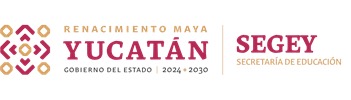 RENACIMIENTO MAYA
YUCATÁN
GOBIERNO DEL ESTADO | 2024 • 2030
SEGEY
SECRETARÍA DE EDUCACIÓN